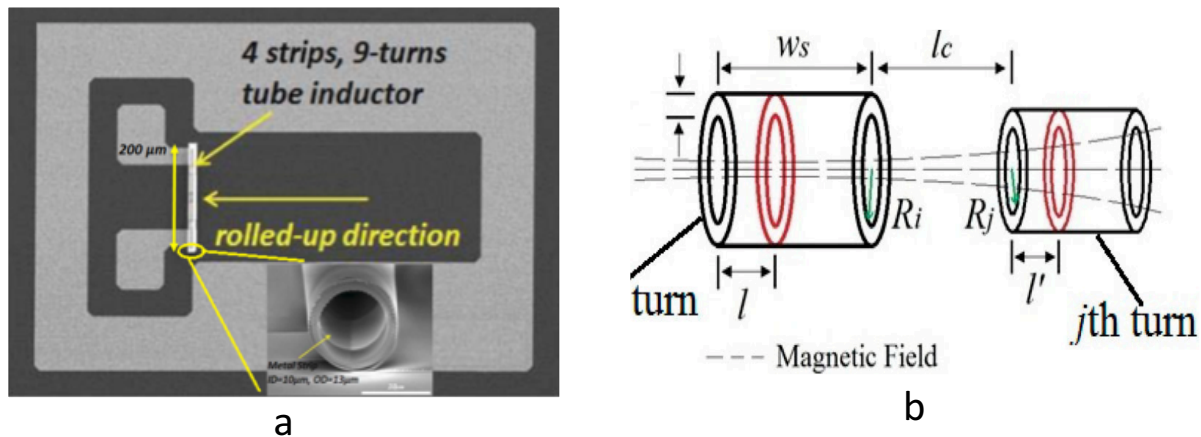 4 strips, 9-turns
tube inductor
200 μm
rolled-up direction
Metal Strip
ID=10μm, OD=13μm
a
ws
lc
Ri
Rj
l
l'
turn
jth turn
Magnetic Field
b